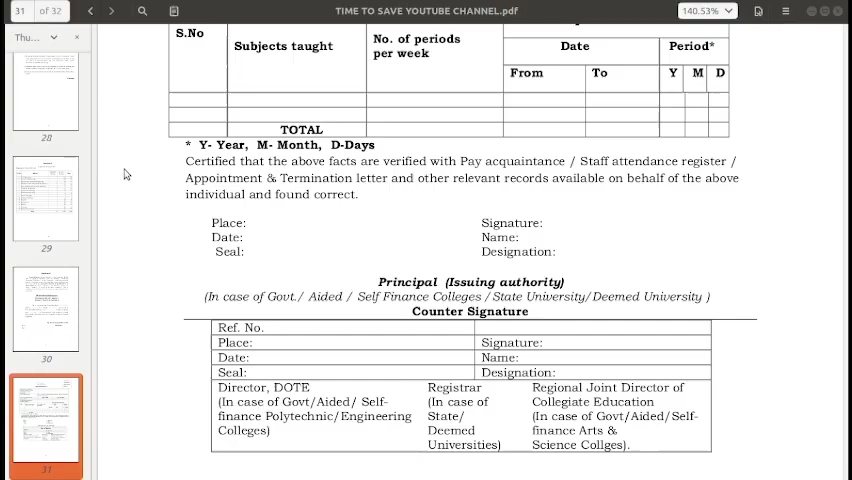 31 of 32
TIME TO SAVE YOUTUBE CHANNEL.pdf
140.53%
Thu...
28
29
30
31
S.No
Subjects taught
No. of periods
per week
Date
Period*
From
To
Y M D
TOTAL
* Y- Year, M- Month, D-Days
Certified that the above facts are verified with Pay acquaintance / Staff attendance register /
Appointment & Termination letter and other relevant records available on behalf of the above
individual and found correct.
Place: Signature:
Date: Name:
Seal: Designation:
Principal (Issuing authority)
(In case of Govt./ Aided / Self Finance Colleges /State University/Deemed University )
Counter Signature
Ref. No.
Place: Signature:
Date: Name:
Seal: Designation:
Director, DOTE
(In case of Govt/Aided/ Self-
finance Polytechnic/Engineering
Colleges)
Registrar
(In case of
State/
Deemed
Universities)
Regional Joint Director of
Collegiate Education
(In case of Govt/Aided/Self-
finance Arts &
Science Collges).